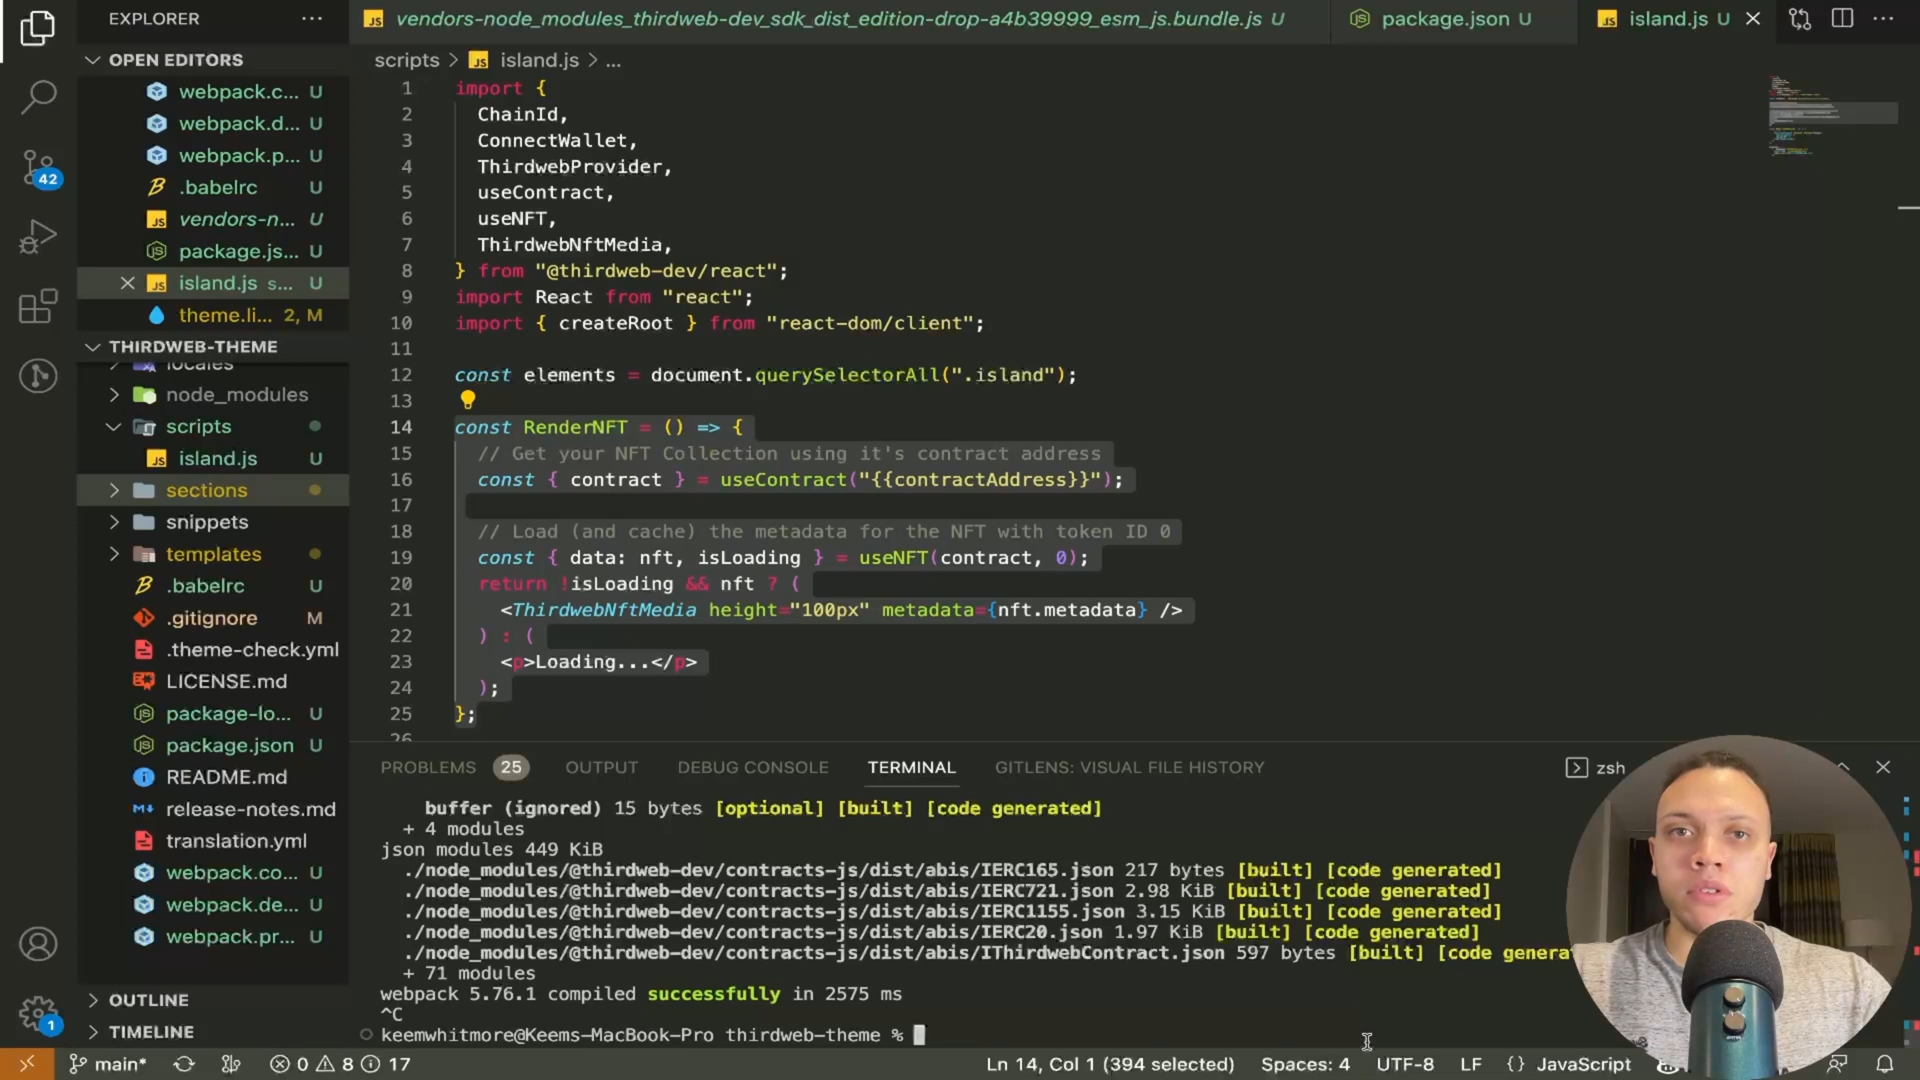 EXPLORER
vendors-node_modules_thirdweb-dev_sdk_dist_edition-drop-a4b39999_esm_js.bundle.js U
package.json U
island.js U
OPEN EDITORS
webpack.c... U
webpack.d... U
webpack.p... U
.babelrc U
vendors-n... U
package.js... U
island.js s... U
theme.li... 2, M
THIRDWEB-THEME
locales
node_modules
scripts
island.js U
sections
snippets
templates
.babelrc U
.gitignore M
.theme-check.yml
LICENSE.md
package-lo... U
package.json U
README.md
release-notes.md
translation.yml
webpack.co... U
webpack.de... U
webpack.pr... U
OUTLINE
TIMELINE
42
1
scripts > island.js > ...
1 import {
2 ChainId,
3 ConnectWallet,
4 ThirdwebProvider,
5 useContract,
6 useNFT,
7 ThirdwebNftMedia,
8 } from "@thirdweb-dev/react";
9 import React from "react";
10 import { createRoot } from "react-dom/client";
11
12 const elements = document.querySelectorAll(".island");
13
14 const RenderNFT = () => {
15 // Get your NFT Collection using it's contract address
16 const { contract } = useContract("{{contractAddress}}");
17
18 // Load (and cache) the metadata for the NFT with token ID 0
19 const { data: nft, isLoading } = useNFT(contract, 0);
20 return !isLoading && nft ? (
21 <ThirdwebNftMedia height="100px" metadata={nft.metadata} />
22 ) : (
23 <p>Loading...</p>
24 );
25 };
26
PROBLEMS 25 OUTPUT DEBUG CONSOLE TERMINAL GITLENS: VISUAL FILE HISTORY
zsh
buffer (ignored) 15 bytes [optional] [built] [code generated]
+ 4 modules
json modules 449 KiB
./node_modules/@thirdweb-dev/contracts-js/dist/abis/IERC165.json 217 bytes [built] [code generated]
./node_modules/@thirdweb-dev/contracts-js/dist/abis/IERC721.json 2.98 KiB [built] [code generated]
./node_modules/@thirdweb-dev/contracts-js/dist/abis/IERC1155.json 3.15 KiB [built] [code generated]
./node_modules/@thirdweb-dev/contracts-js/dist/abis/IERC20.json 1.97 KiB [built] [code generated]
./node_modules/@thirdweb-dev/contracts-js/dist/abis/IThirdwebContract.json 597 bytes [built] [code genera
+ 71 modules
webpack 5.76.1 compiled successfully in 2575 ms
^C
keemwhitmore@Keems-MacBook-Pro thirdweb-theme %
main* 0 8 17
Ln 14, Col 1 (394 selected) Spaces: 4 UTF-8 LF {} JavaScript